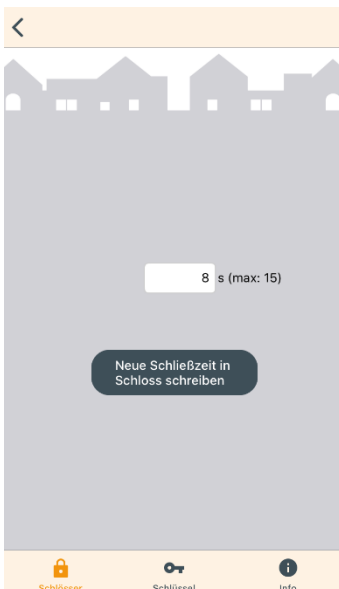 8 s (max: 15)
Neue Schließzeit in
Schloss schreiben
Schlösser
Schlüssel
Info